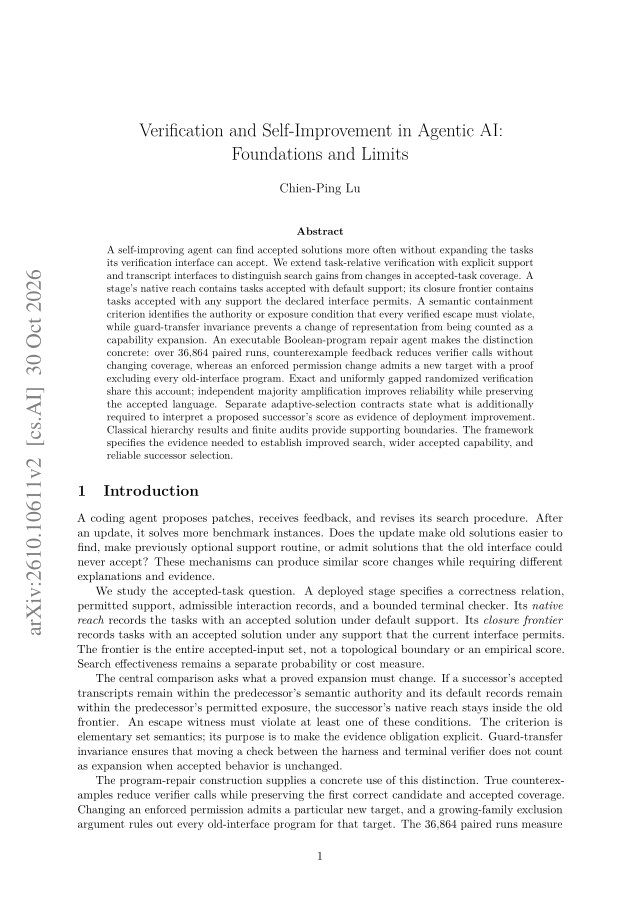 Verification and Self-Improvement in Agentic AI:
Foundations and Limits
Chien-Ping Lu
Abstract
A self-improving agent can find accepted solutions more often without expanding the tasks
its verification interface can accept. We extend task-relative verification with explicit support
and transcript interfaces to distinguish search gains from changes in accepted-task coverage. A
stage's native reach contains tasks accepted with default support; its closure frontier contains
tasks accepted with any support the declared interface permits. A semantic containment
criterion identifies the authority or exposure condition that every verified escape must violate,
while guard-transfer invariance prevents a change of representation from being counted as a
capability expansion. An executable Boolean-program repair agent makes the distinction
concrete: over 36,864 paired runs, counterexample feedback reduces verifier calls without
changing coverage, whereas an enforced permission change admits a new target with a proof
excluding every old-interface program. Exact and uniformly gapped randomized verification
share this account; independent majority amplification improves reliability while preserving
the accepted language. Separate adaptive-selection contracts state what is additionally
required to interpret a proposed successor's score as evidence of deployment improvement.
Classical hierarchy results and finite audits provide supporting boundaries. The framework
specifies the evidence needed to establish improved search, wider accepted capability, and
reliable successor selection.
1 Introduction
A coding agent proposes patches, receives feedback, and revises its search procedure. After
an update, it solves more benchmark instances. Does the update make old solutions easier to
find, make previously optional support routine, or admit solutions that the old interface could
never accept? These mechanisms can produce similar score changes while requiring different
explanations and evidence.
We study the accepted-task question. A deployed stage specifies a correctness relation,
permitted support, admissible interaction records, and a bounded terminal checker. Its native
reach records the tasks with an accepted solution under default support. Its closure frontier
records tasks with an accepted solution under any support that the current interface permits.
The frontier is the entire accepted-input set, not a topological boundary or an empirical score.
Search effectiveness remains a separate probability or cost measure.
The central comparison asks what a proved expansion must change. If a successor's accepted
transcripts remain within the predecessor's semantic authority and its default records remain
within the predecessor's permitted exposure, the successor's native reach stays inside the old
frontier. An escape witness must violate at least one of these conditions. The criterion is
elementary set semantics; its purpose is to make the evidence obligation explicit. Guard-transfer
invariance ensures that moving a check between the harness and terminal verifier does not count
as expansion when accepted behavior is unchanged.
The program-repair construction supplies a concrete use of this distinction. True counterex-
amples reduce verifier calls while preserving the first correct candidate and accepted coverage.
Changing an enforced permission admits a particular new target, and a growing-family exclusion
argument rules out every old-interface program for that target. The 36,864 paired runs measure
1
arXiv:2610.10611v2 [cs.AI] 30 Oct 2026